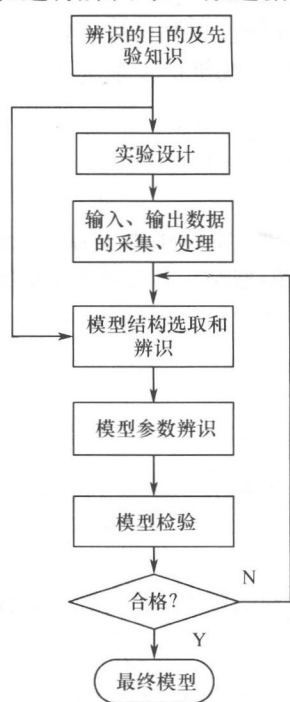 辨识的目的及先
验知识
实验设计
输入、输出数据
的采集、处理
模型结构选取和
辨识
模型参数辨识
模型检验
合格?
N
Y
最终模型